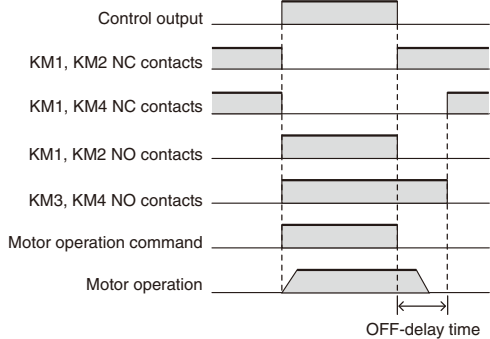 Control output
KM1, KM2 NC contacts
KM1, KM4 NC contacts
KM1, KM2 NO contacts
KM3, KM4 NO contacts
Motor operation command
Motor operation
OFF-delay time